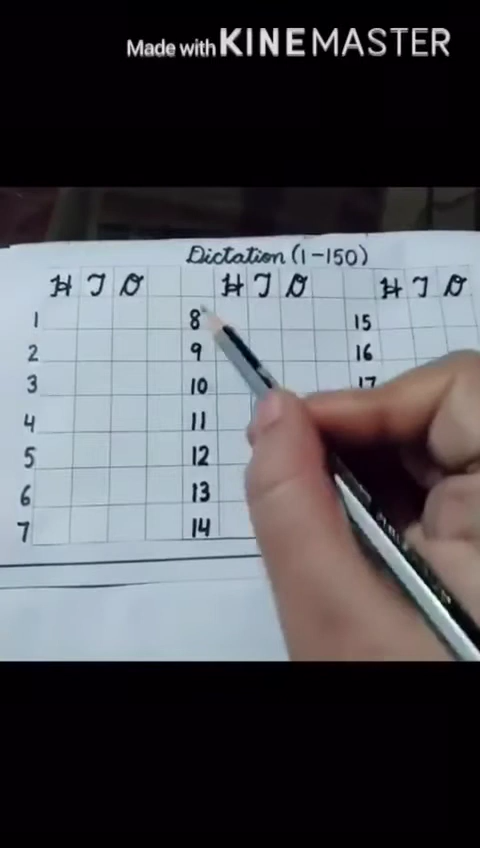 Made with KINEMASTER
Dictation (1-150)
H T O H T O H T O
1 8 15
2 9 16
3 10 17
4 11
5 12
6 13
7 14